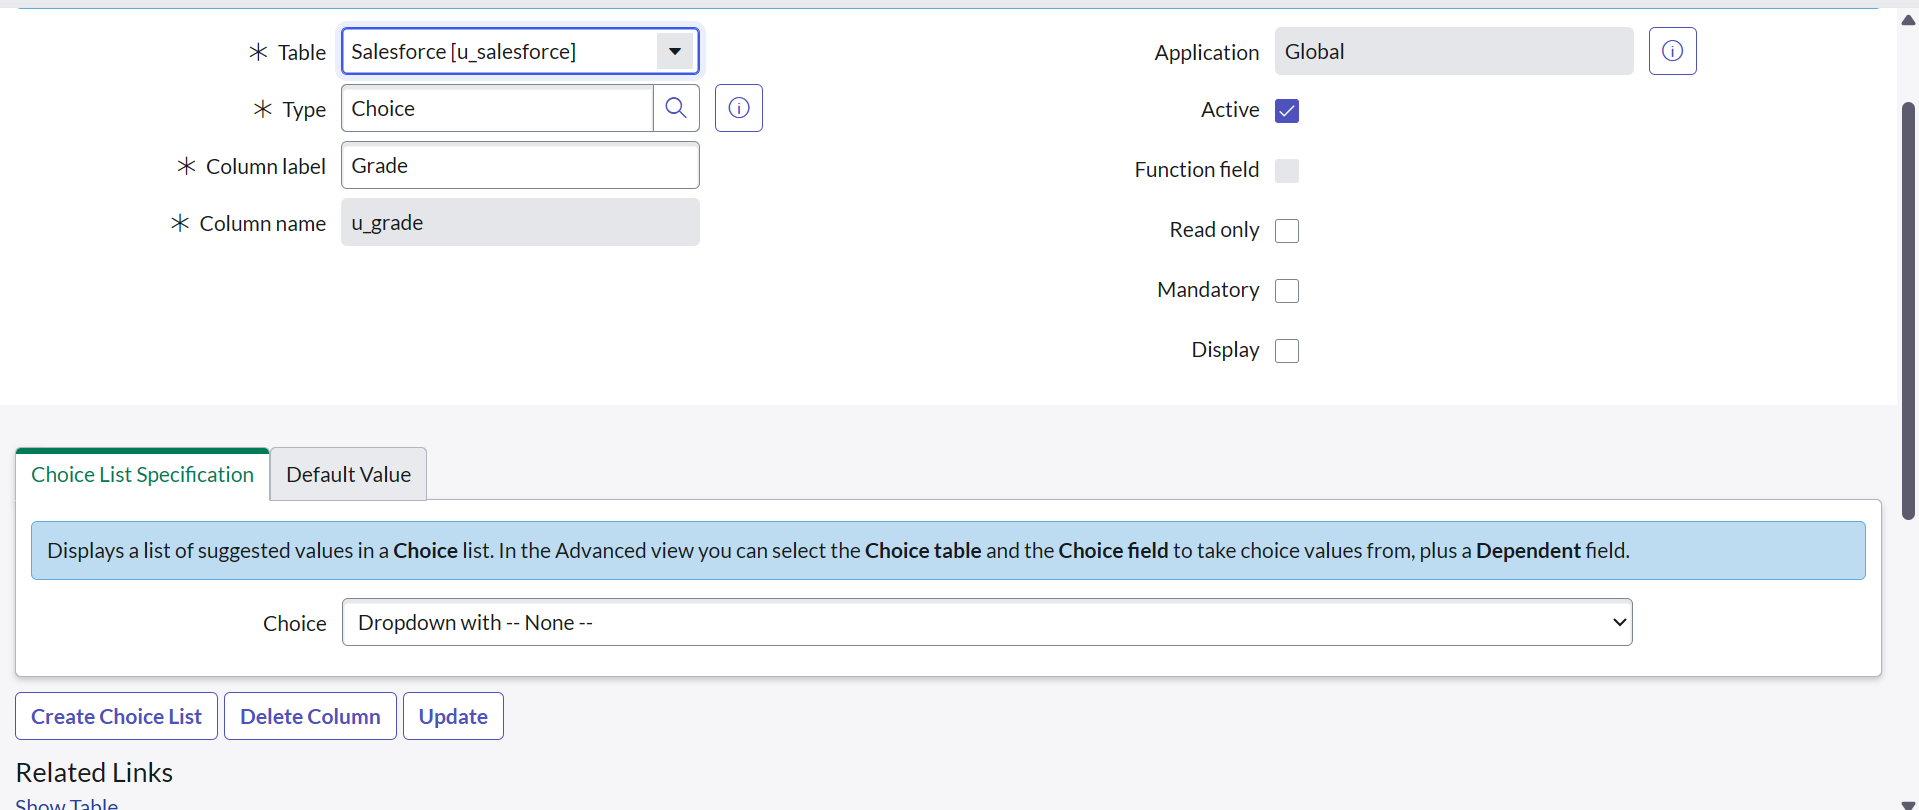 Table
Salesforce [u_salesforce]
Type
Choice
Column label
Grade
Column name
u_grade
Application
Global
Active
Function field
Read only
Mandatory
Display
Choice List Specification
Default Value
Displays a list of suggested values in a Choice list. In the Advanced view you can select the Choice table and the Choice field to take choice values from, plus a Dependent field.
Choice
Dropdown with -- None --
Create Choice List
Delete Column
Update
Related Links
Show Table